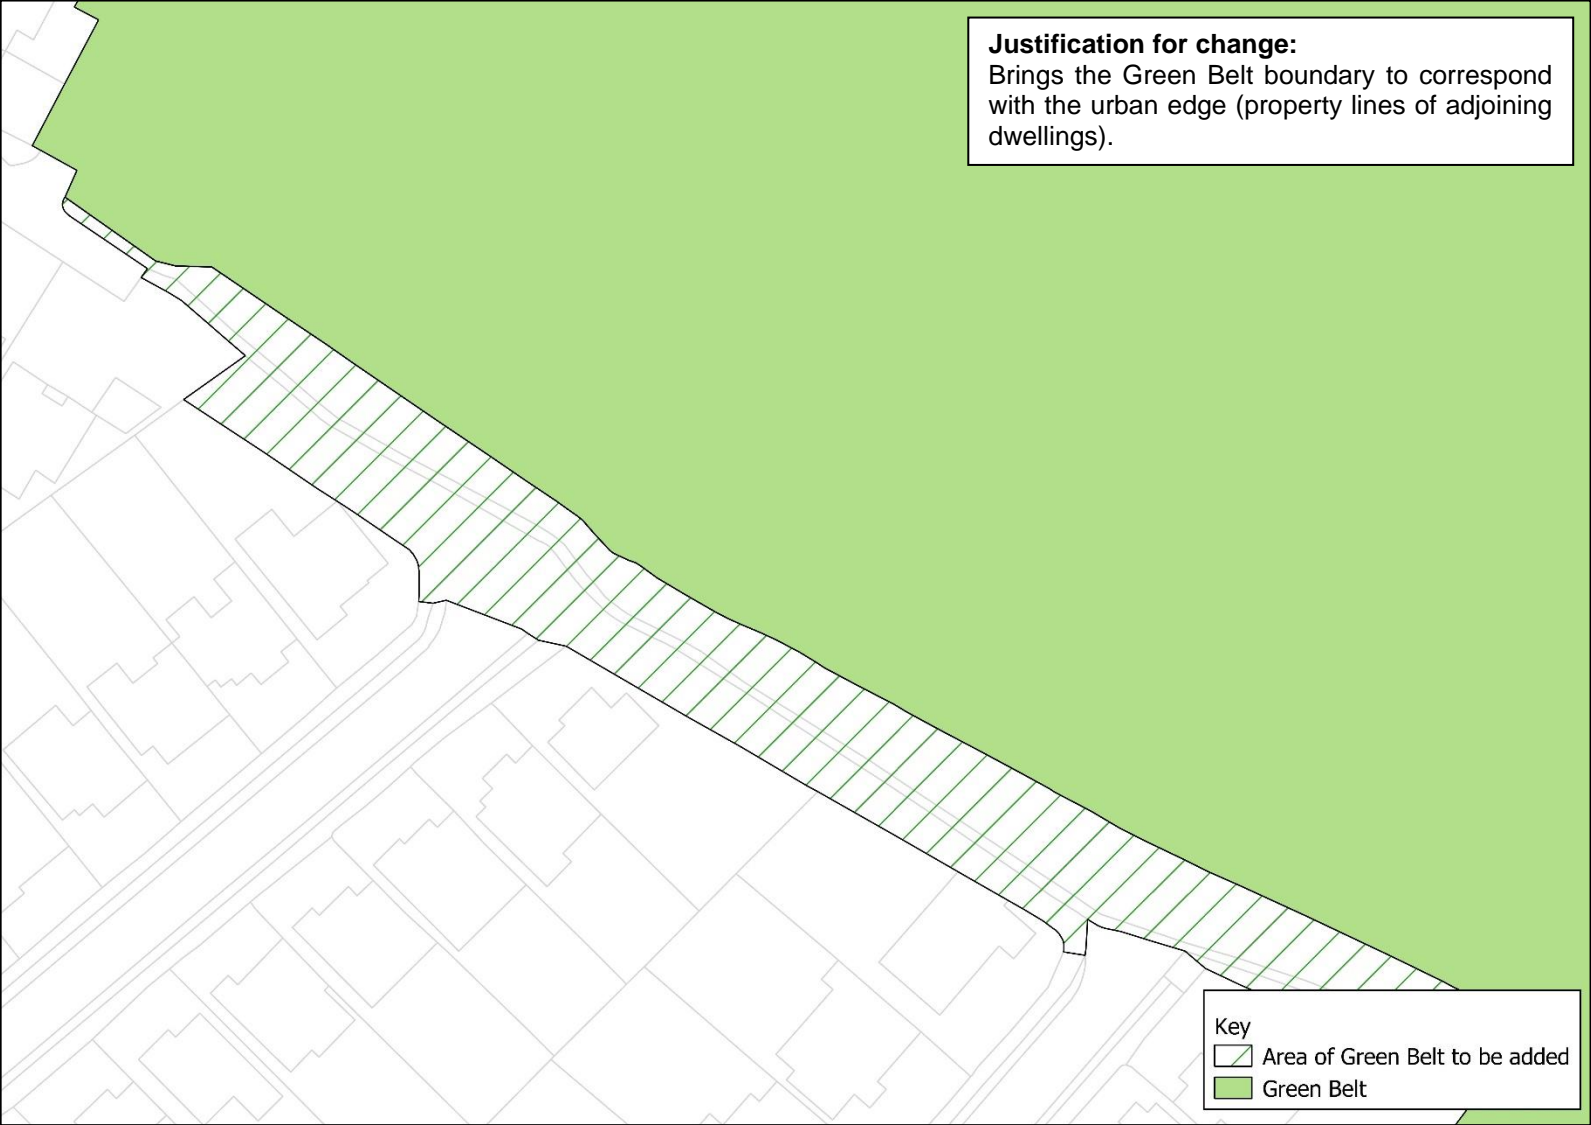 Justification for change:
Brings the Green Belt boundary to correspond
with the urban edge (property lines of adjoining
dwellings).
Key
Area of Green Belt to be added
Green Belt